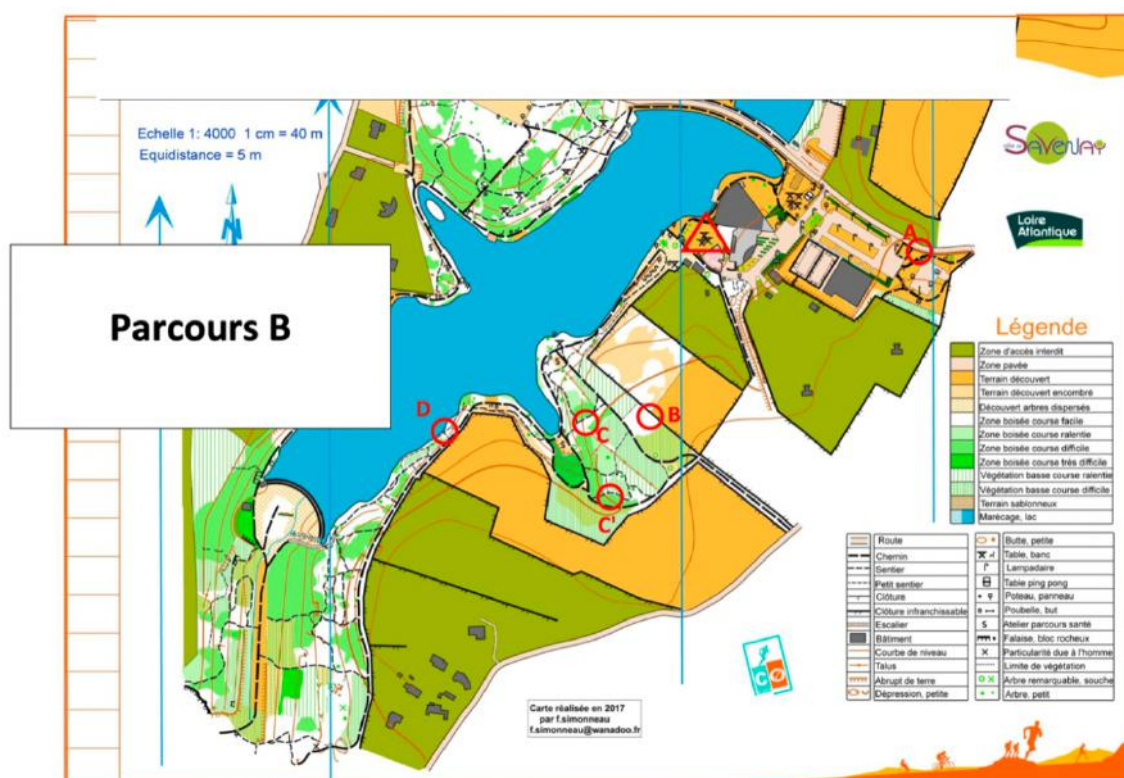 Echelle 1: 4000 1 cm = 40 m
Equidistance = 5 m
N
SAVENAY
Loire
Atlantique
Parcours B
A
B
C
C'
D
Légende
Zone d'accès interdit
Zone pavée
Terrain découvert
Terrain découvert encombré
Découvert arbres dispersés
Zone boisée course facile
Zone boisée course ralentie
Zone boisée course difficile
Zone boisée course très difficile
Végétation basse course ralentie
Végétation basse course difficile
Terrain sablonneux
Marécage, lac
Route
Chemin
Sentier
Petit sentier
Clôture
Clôture infranchissable
Escalier
Bâtiment
Courbe de niveau
Talus
Abrupt de terre
Dépression, petite
Butte, petite
Table, banc
Lampadaire
Table ping pong
Poteau, panneau
Poubelle, but
S Atelier parcours santé
Falaise, bloc rocheux
Particularité due à l'homme
Limite de végétation
Arbre remarquable, souche
Arbre, petit
Carte réalisée en 2017
par f.simonneau
f.simonneau@wanadoo.fr